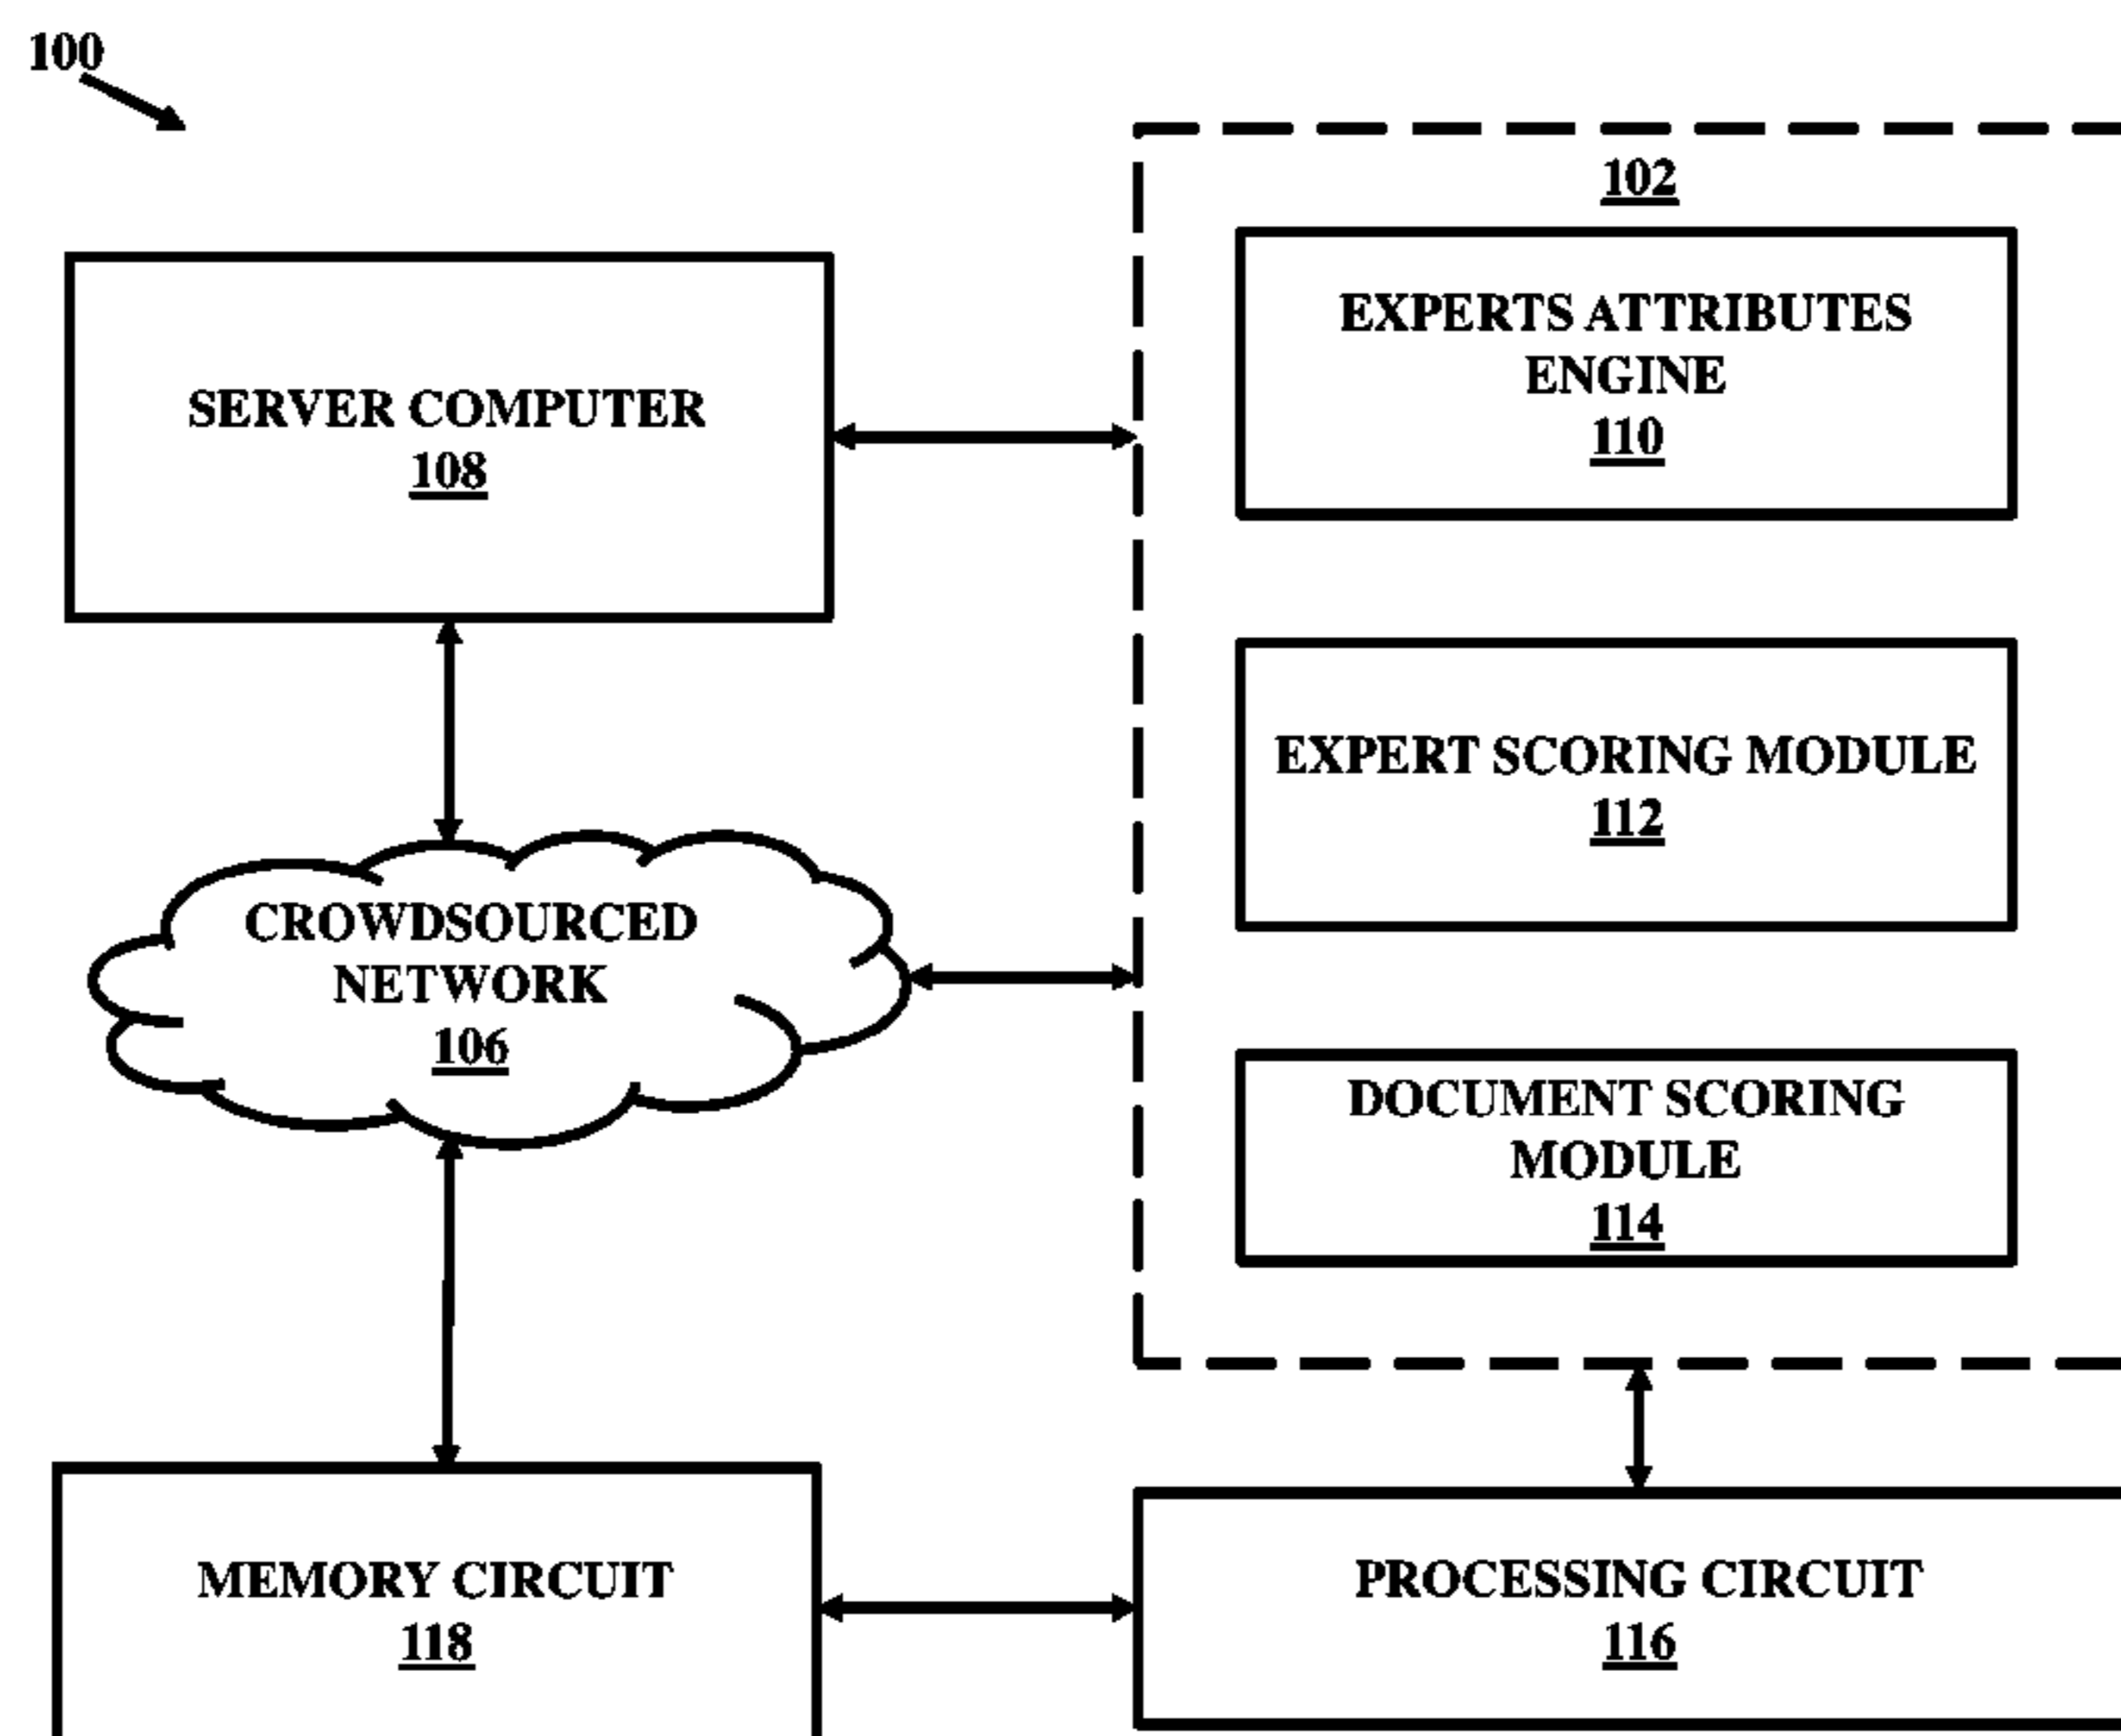 100
102
EXPERTS ATTRIBUTES
ENGINE
110
SERVER COMPUTER
108
EXPERT SCORING MODULE
112
CROWDSOURCED
NETWORK
106
DOCUMENT SCORING
MODULE
114
MEMORY CIRCUIT
118
PROCESSING CIRCUIT
116